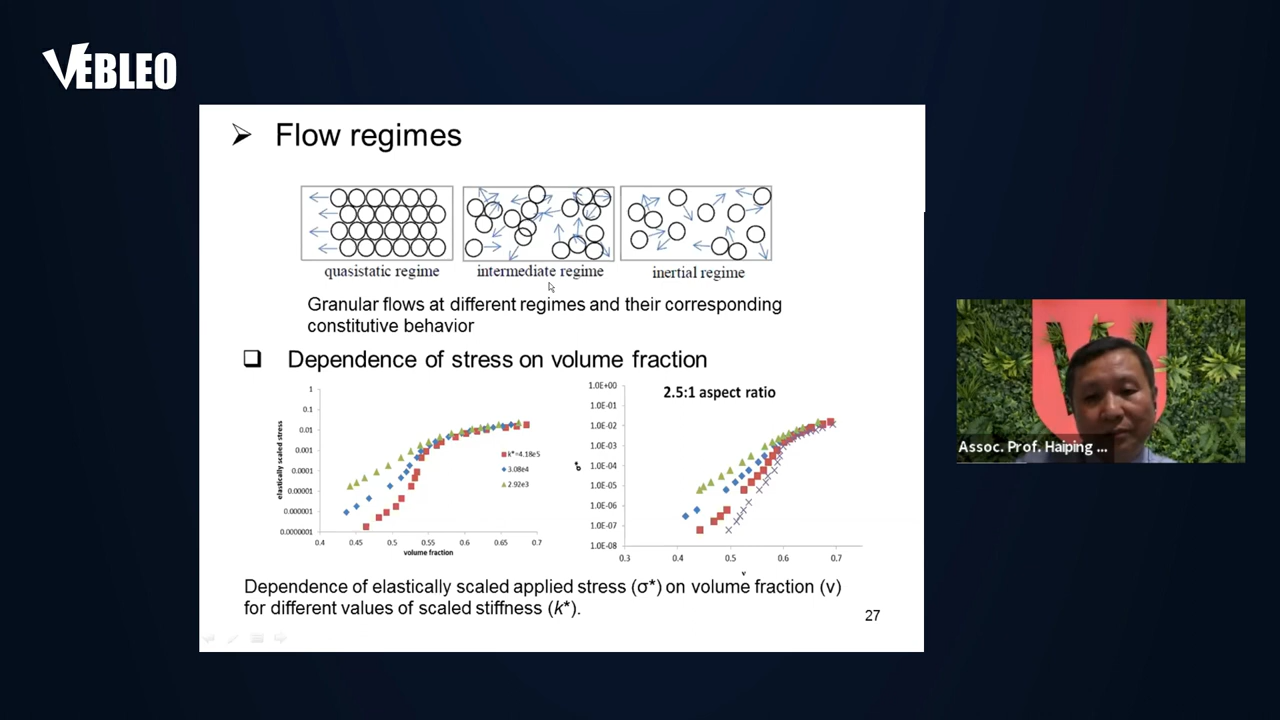 VEBLEO
➢ Flow regimes
quasistatic regime
intermediate regime
inertial regime
Granular flows at different regimes and their corresponding
constitutive behavior
❑ Dependence of stress on volume fraction
1
0.1
0.01
0.001
0.0001
0.00001
0.000001
0.0000001
elastically scaled stress
0.4 0.45 0.5 0.55 0.6 0.65 0.7
volume fraction
k*=4.18e5
3.08e4
2.92e3
2.5:1 aspect ratio
1.0E+00
1.0E-01
1.0E-02
1.0E-03
1.0E-04
1.0E-05
1.0E-06
1.0E-07
1.0E-08
σ*
0.3 0.4 0.5 0.6 0.7
v
Dependence of elastically scaled applied stress (σ*) on volume fraction (v)
for different values of scaled stiffness (k*).
27
Assoc. Prof. Haiping ...